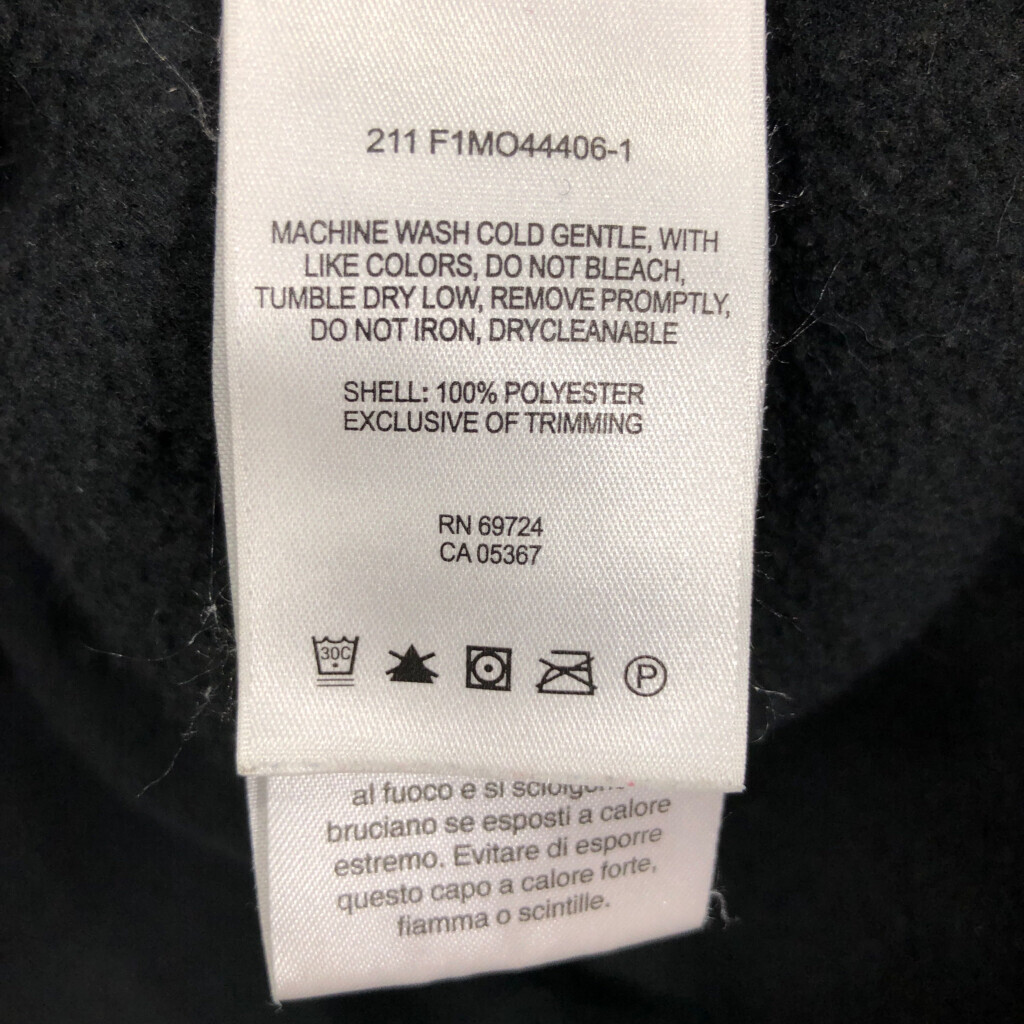 211 F1MO44406-1
MACHINE WASH COLD GENTLE, WITH
LIKE COLORS, DO NOT BLEACH,
TUMBLE DRY LOW, REMOVE PROMPTLY,
DO NOT IRON, DRYCLEANABLE
SHELL: 100% POLYESTER
EXCLUSIVE OF TRIMMING
RN 69724
CA 05367
30C
P
al fuoco e si
bruciano se esposti a calore
estremo. Evitare di esporre
questo capo a calore forte,
fiamma o scintille.